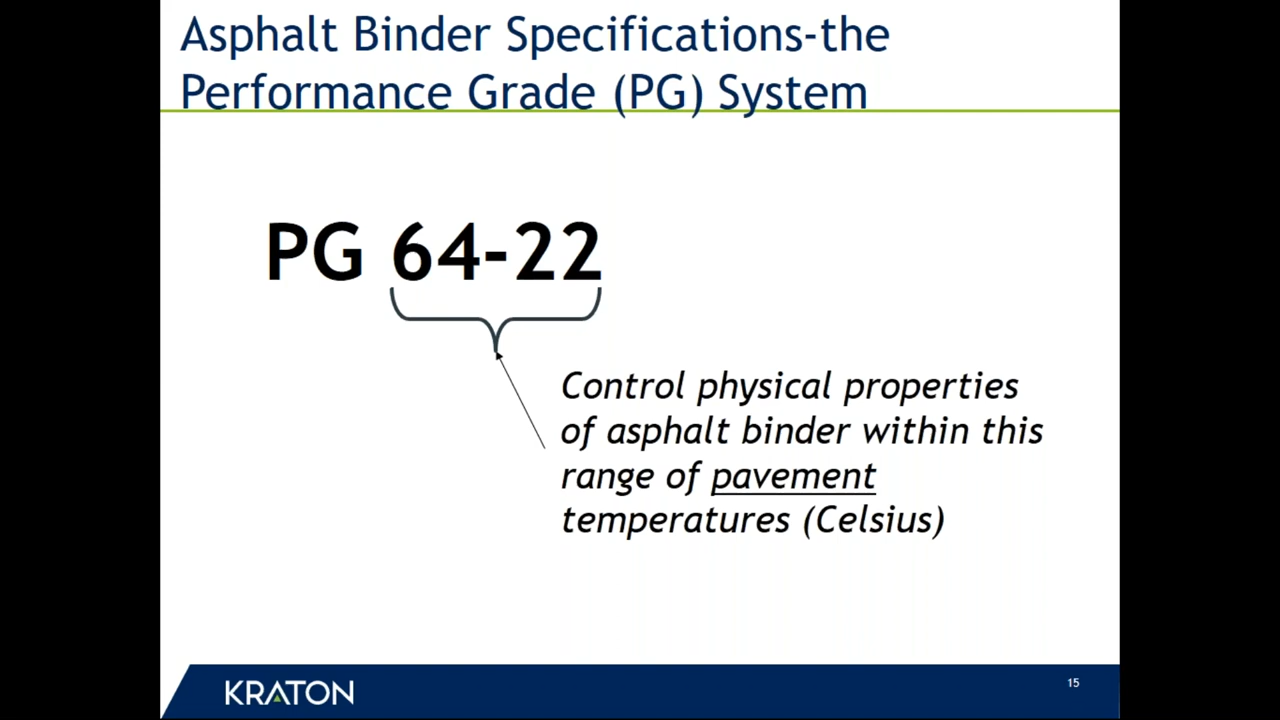 Asphalt Binder Specifications-the
Performance Grade (PG) System
PG 64-22
Control physical properties
of asphalt binder within this
range of pavement
temperatures (Celsius)
KRATON
15